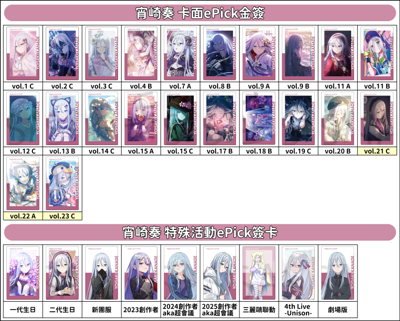 宵崎奏 卡面ePick金簽
vol.1 C vol.2 C vol.3 C vol.4 B vol.7 A vol.8 B vol.9 A vol.9 B vol.11 A vol.11 B
vol.12 C vol.13 B vol.14 C vol.15 A vol.15 C vol.17 B vol.18 B vol.19 C vol.20 B vol.21 C
vol.22 A vol.23 C
宵崎奏 特殊活動ePick簽卡
一代生日 二代生日 新團服 2023創作者 2024創作者 2025創作者 三麗鷗聯動 4th Live 劇場版
aka超會議 aka超會議 -Unison-